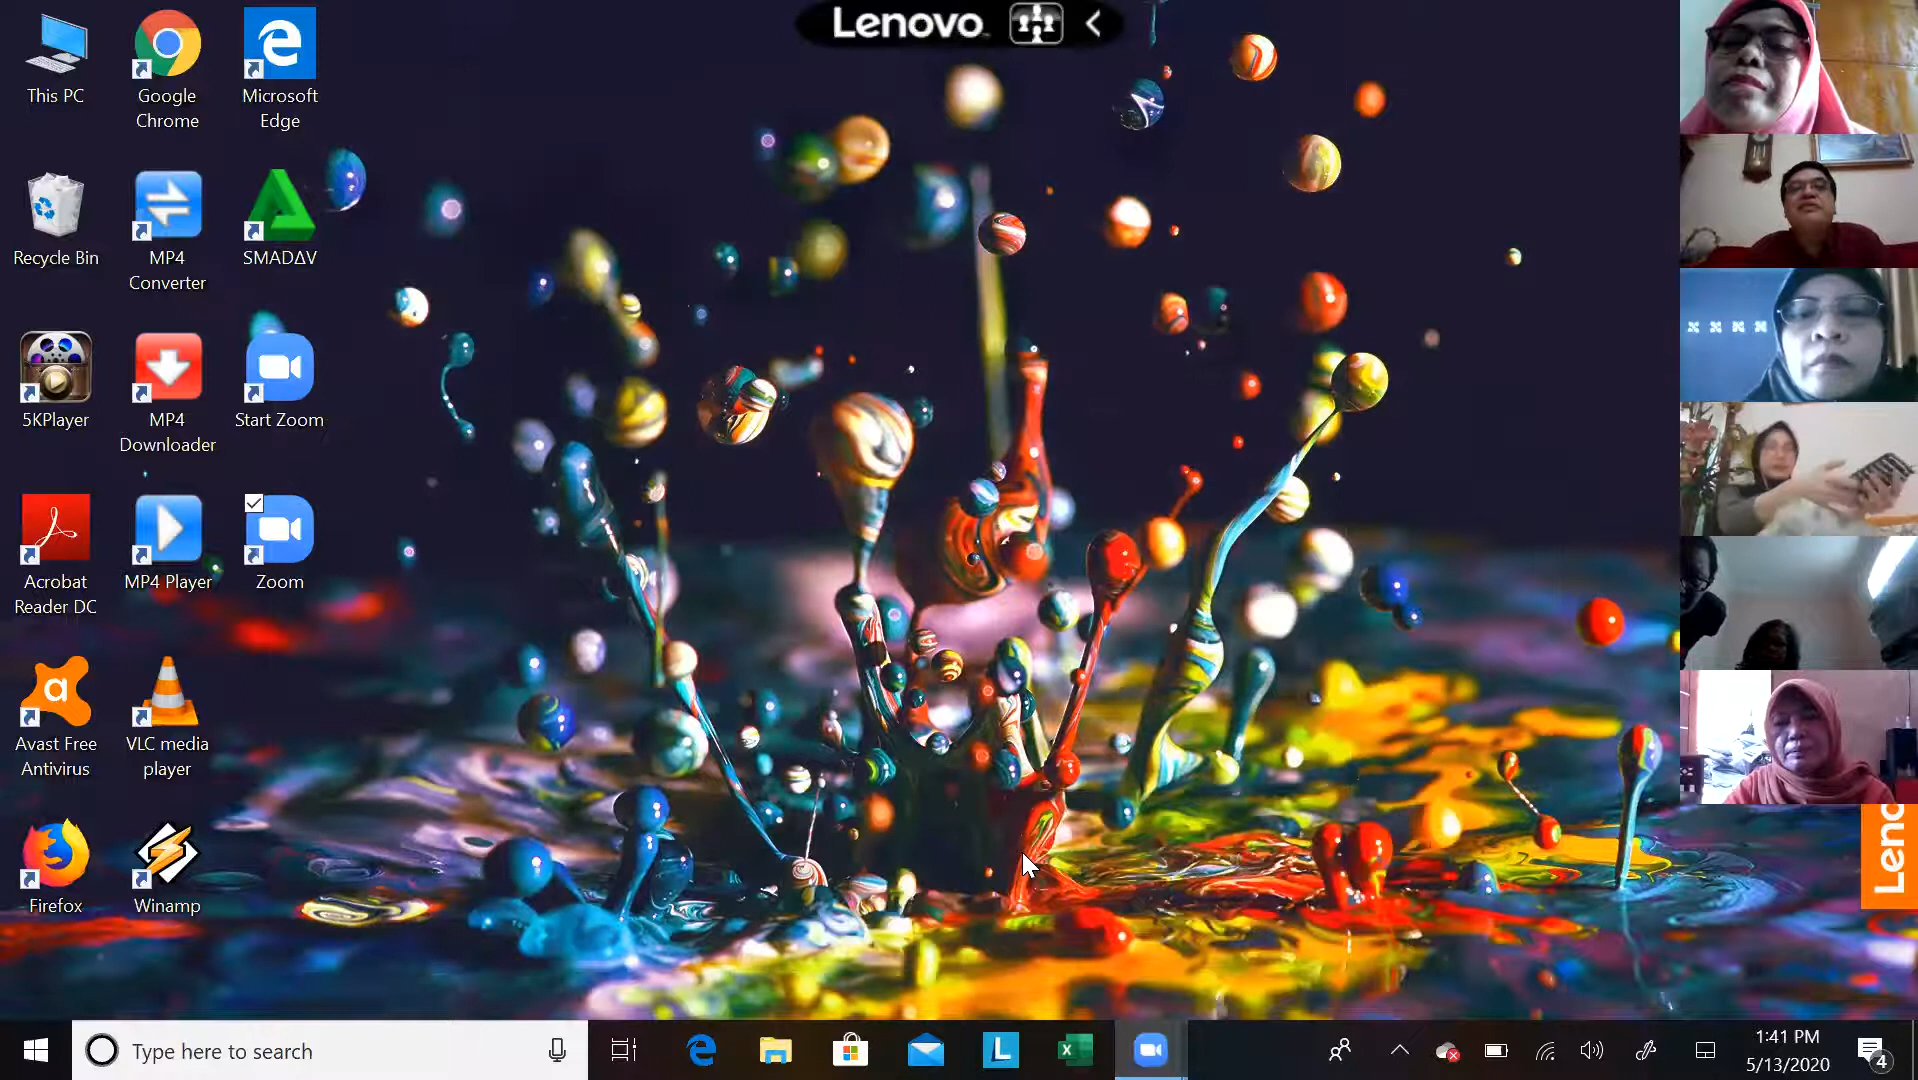 Lenovo
This PC
Google
Chrome
Microsoft
Edge
Recycle Bin
MP4
Converter
SMADΔV
5KPlayer
MP4
Downloader
Start Zoom
Acrobat
Reader DC
MP4 Player
Zoom
Avast Free
Antivirus
VLC media
player
Firefox
Winamp
Leno
Type here to search
1:41 PM
5/13/2020
4